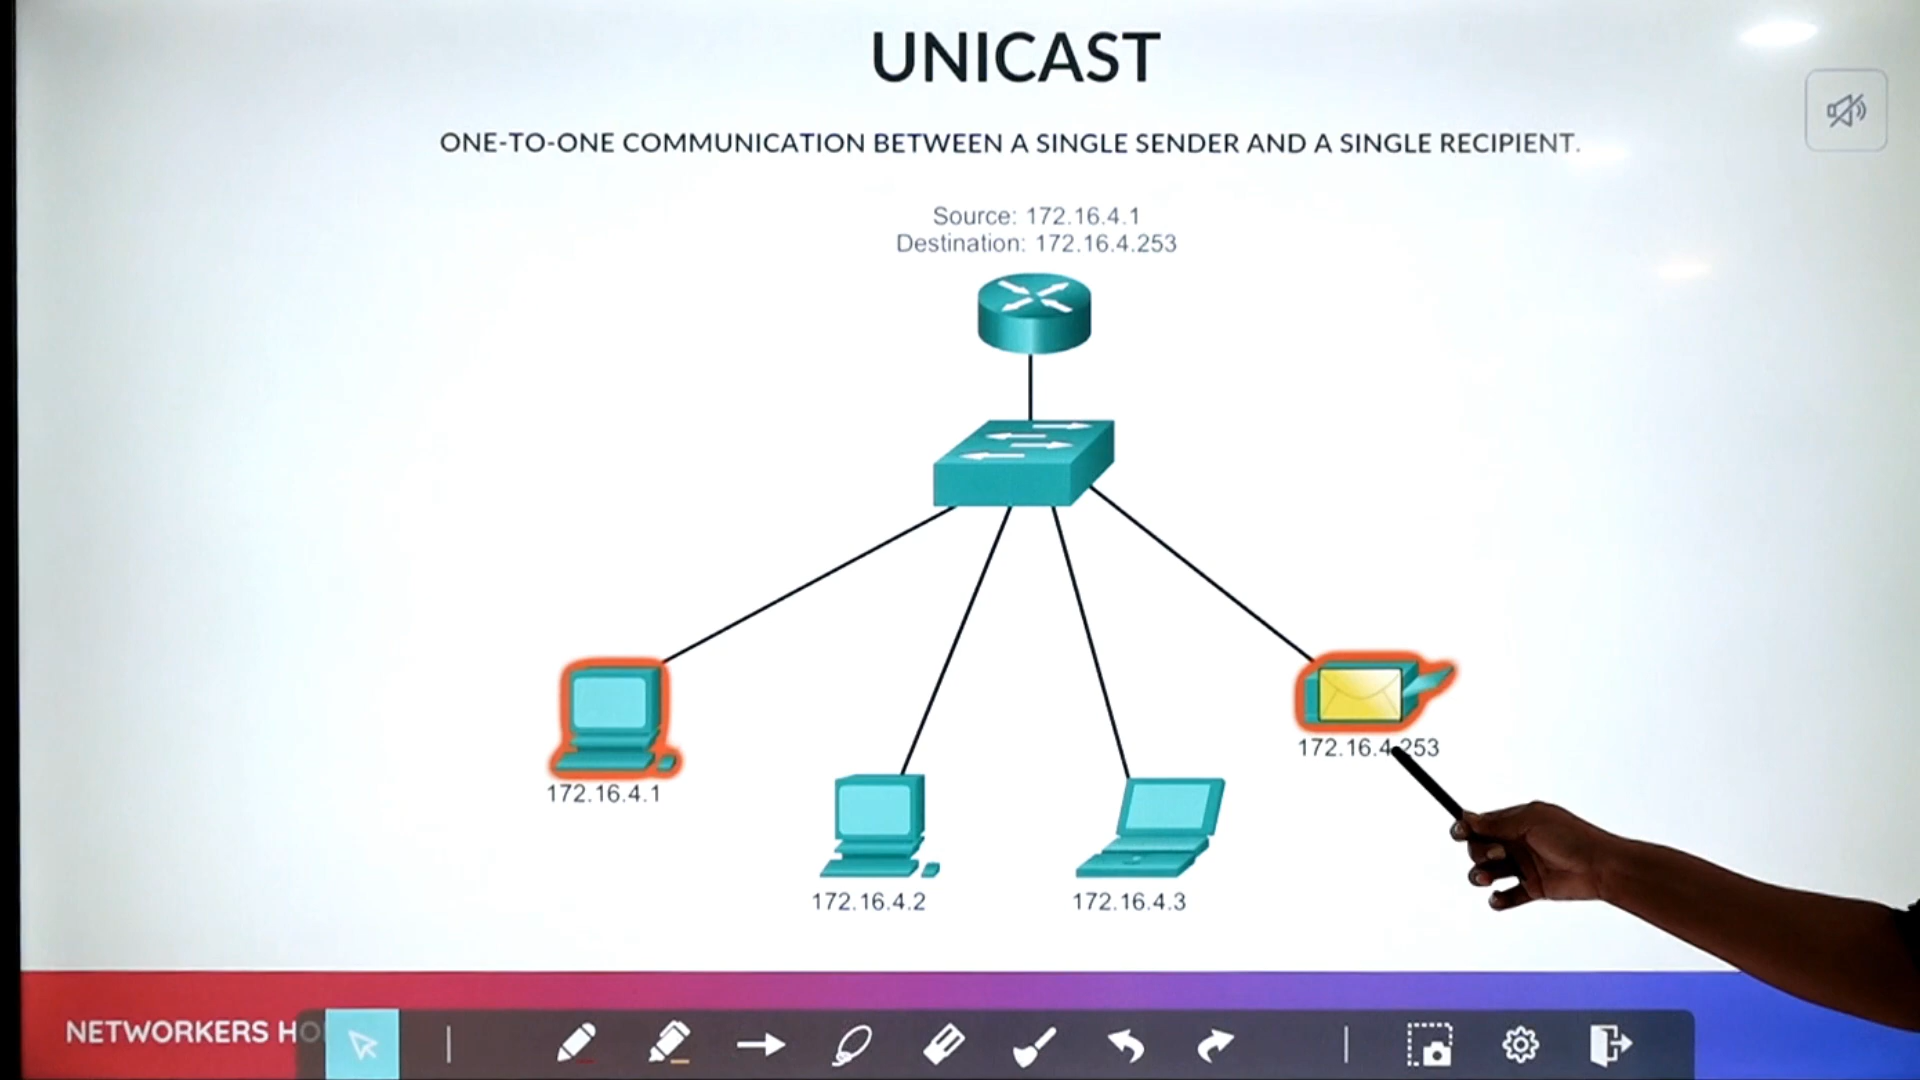 UNICAST
ONE-TO-ONE COMMUNICATION BETWEEN A SINGLE SENDER AND A SINGLE RECIPIENT.
Source: 172.16.4.1
Destination: 172.16.4.253
172.16.4.253
172.16.4.1
172.16.4.2
172.16.4.3
NETWORKERS HO